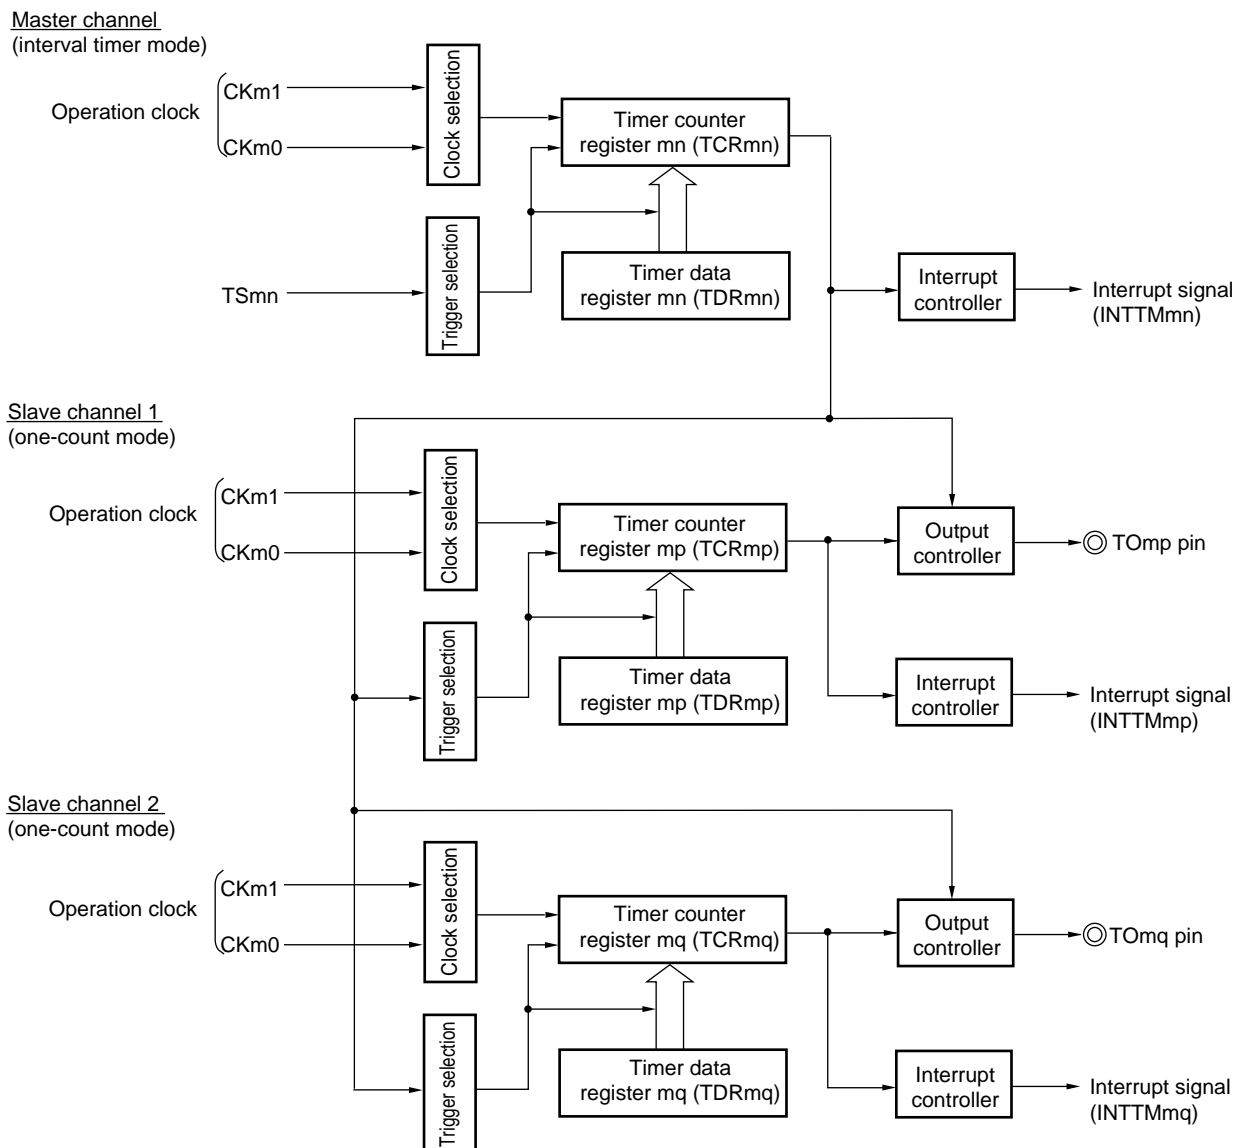 Master channel
(interval timer mode)
Operation clock
CKm1
CKm0
Clock selection
Timer counter
register mn (TCRmn)
TSmn
Trigger selection
Timer data
register mn (TDRmn)
Interrupt
controller
Interrupt signal
(INTTMmn)
Slave channel 1
(one-count mode)
Operation clock
CKm1
CKm0
Clock selection
Timer counter
register mp (TCRmp)
Output
controller
TOmp pin
Trigger selection
Timer data
register mp (TDRmp)
Interrupt
controller
Interrupt signal
(INTTMmp)
Slave channel 2
(one-count mode)
Operation clock
CKm1
CKm0
Clock selection
Timer counter
register mq (TCRmq)
Output
controller
TOmq pin
Trigger selection
Timer data
register mq (TDRmq)
Interrupt
controller
Interrupt signal
(INTTMmq)